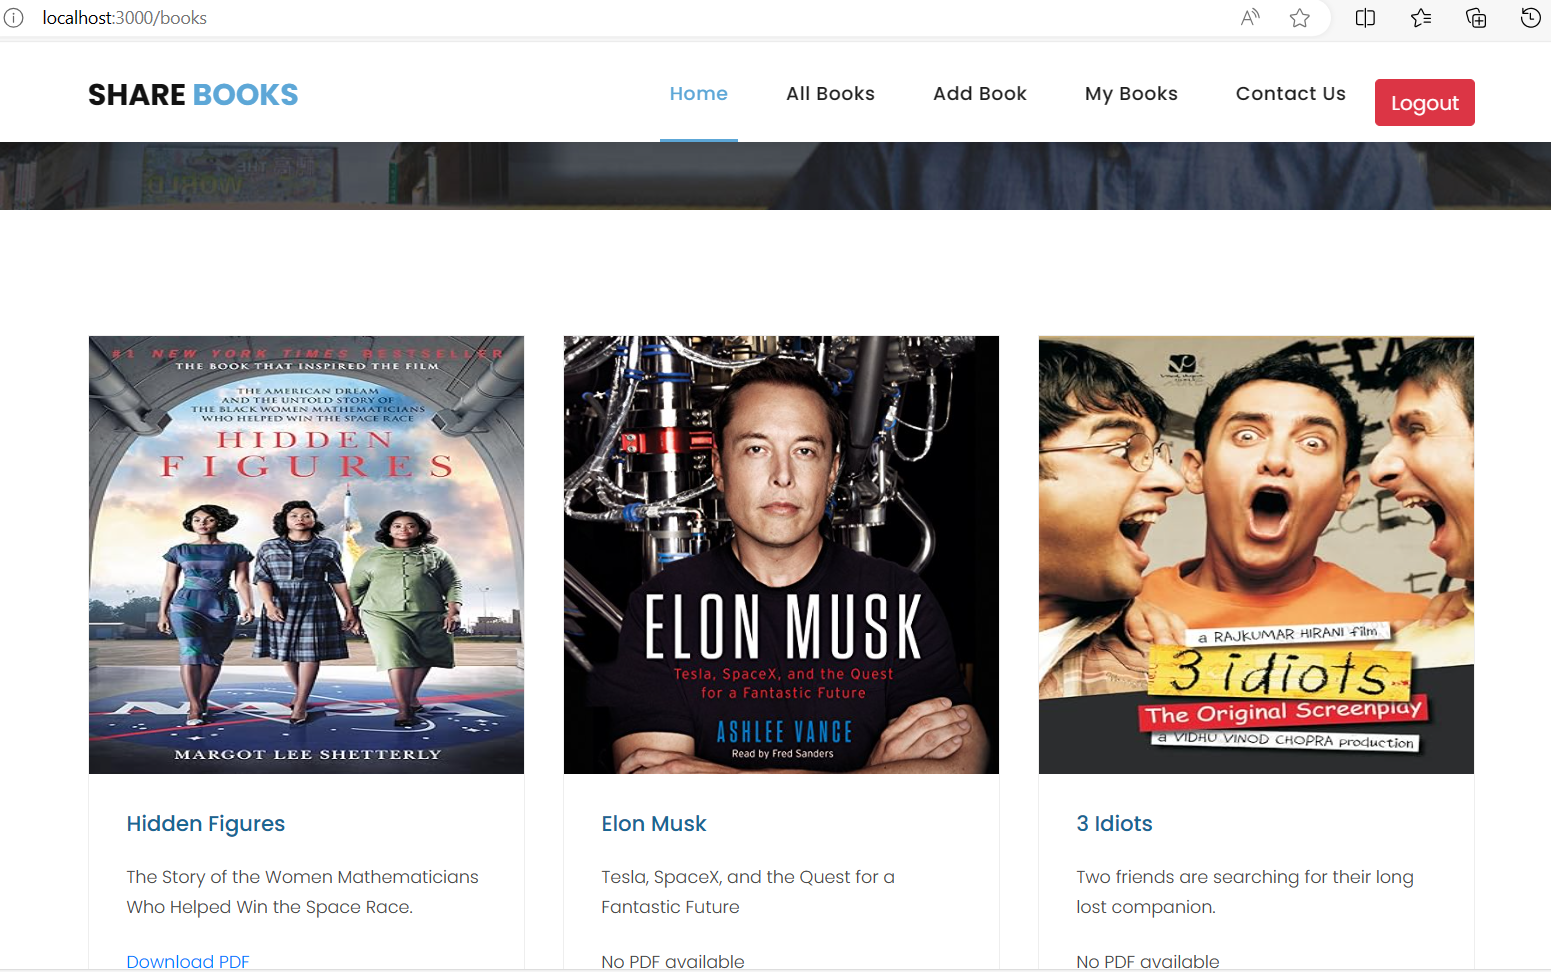 localhost:3000/books
SHARE BOOKS
Home
All Books
Add Book
My Books
Contact Us
Logout
#1 NEW YORK TIMES BESTSELLER
THE BOOK THAT INSPIRED THE FILM
THE AMERICAN DREAM
AND THE UNTOLD STORY OF
THE BLACK WOMEN MATHEMATICIANS
WHO HELPED WIN THE SPACE RACE
HIDDEN
FIGURES
NASA
MARGOT LEE SHETTERLY
ELON MUSK
Tesla, SpaceX, and the Quest
for a Fantastic Future
ASHLEE VANCE
Read by Fred Sanders
a RAJKUMAR HIRANI film
3 idiots
The Original Screenplay
a VIDHU VINOD CHOPRA production
Hidden Figures
The Story of the Women Mathematicians
Who Helped Win the Space Race.
Download PDF
Elon Musk
Tesla, SpaceX, and the Quest for a
Fantastic Future
No PDF available
3 Idiots
Two friends are searching for their long
lost companion.
No PDF available